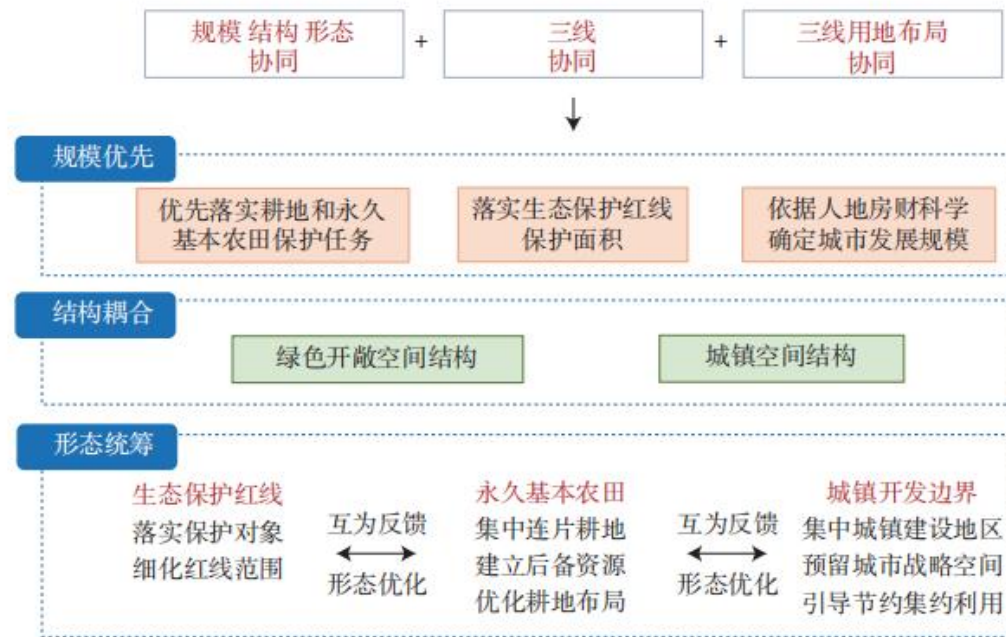 规模 结构 形态
协同
+
三线
协同
+
三线用地布局
协同
规模优先
优先落实耕地和永久
基本农田保护任务
落实生态保护红线
保护面积
依据人地房财科学
确定城市发展规模
结构耦合
绿色开敞空间结构
城镇空间结构
形态统筹
生态保护红线
落实保护对象
细化红线范围
互为反馈
形态优化
永久基本农田
集中连片耕地
建立后备资源
优化耕地布局
互为反馈
形态优化
城镇开发边界
集中城镇建设地区
预留城市战略空间
引导节约集约利用